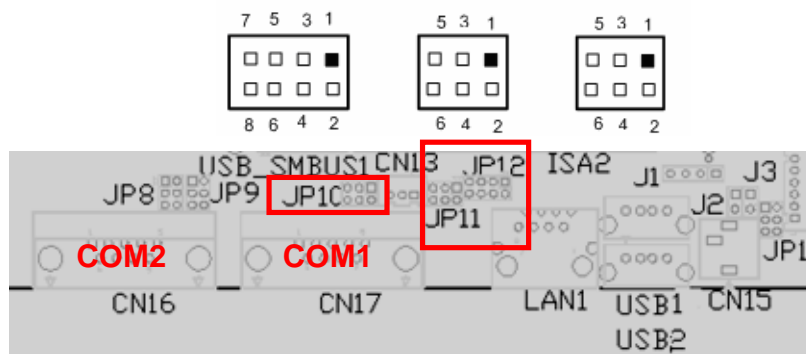 7 5 3 1
5 3 1
5 3 1
8 6 4 2
6 4 2
6 4 2
USB_SMBUS1 CN13 JP12 ISA2
J1 J3
JP8 JP9 JP10 JP11 J2
JP1
COM2 COM1
CN16 CN17 LAN1 USB1 CN15
USB2